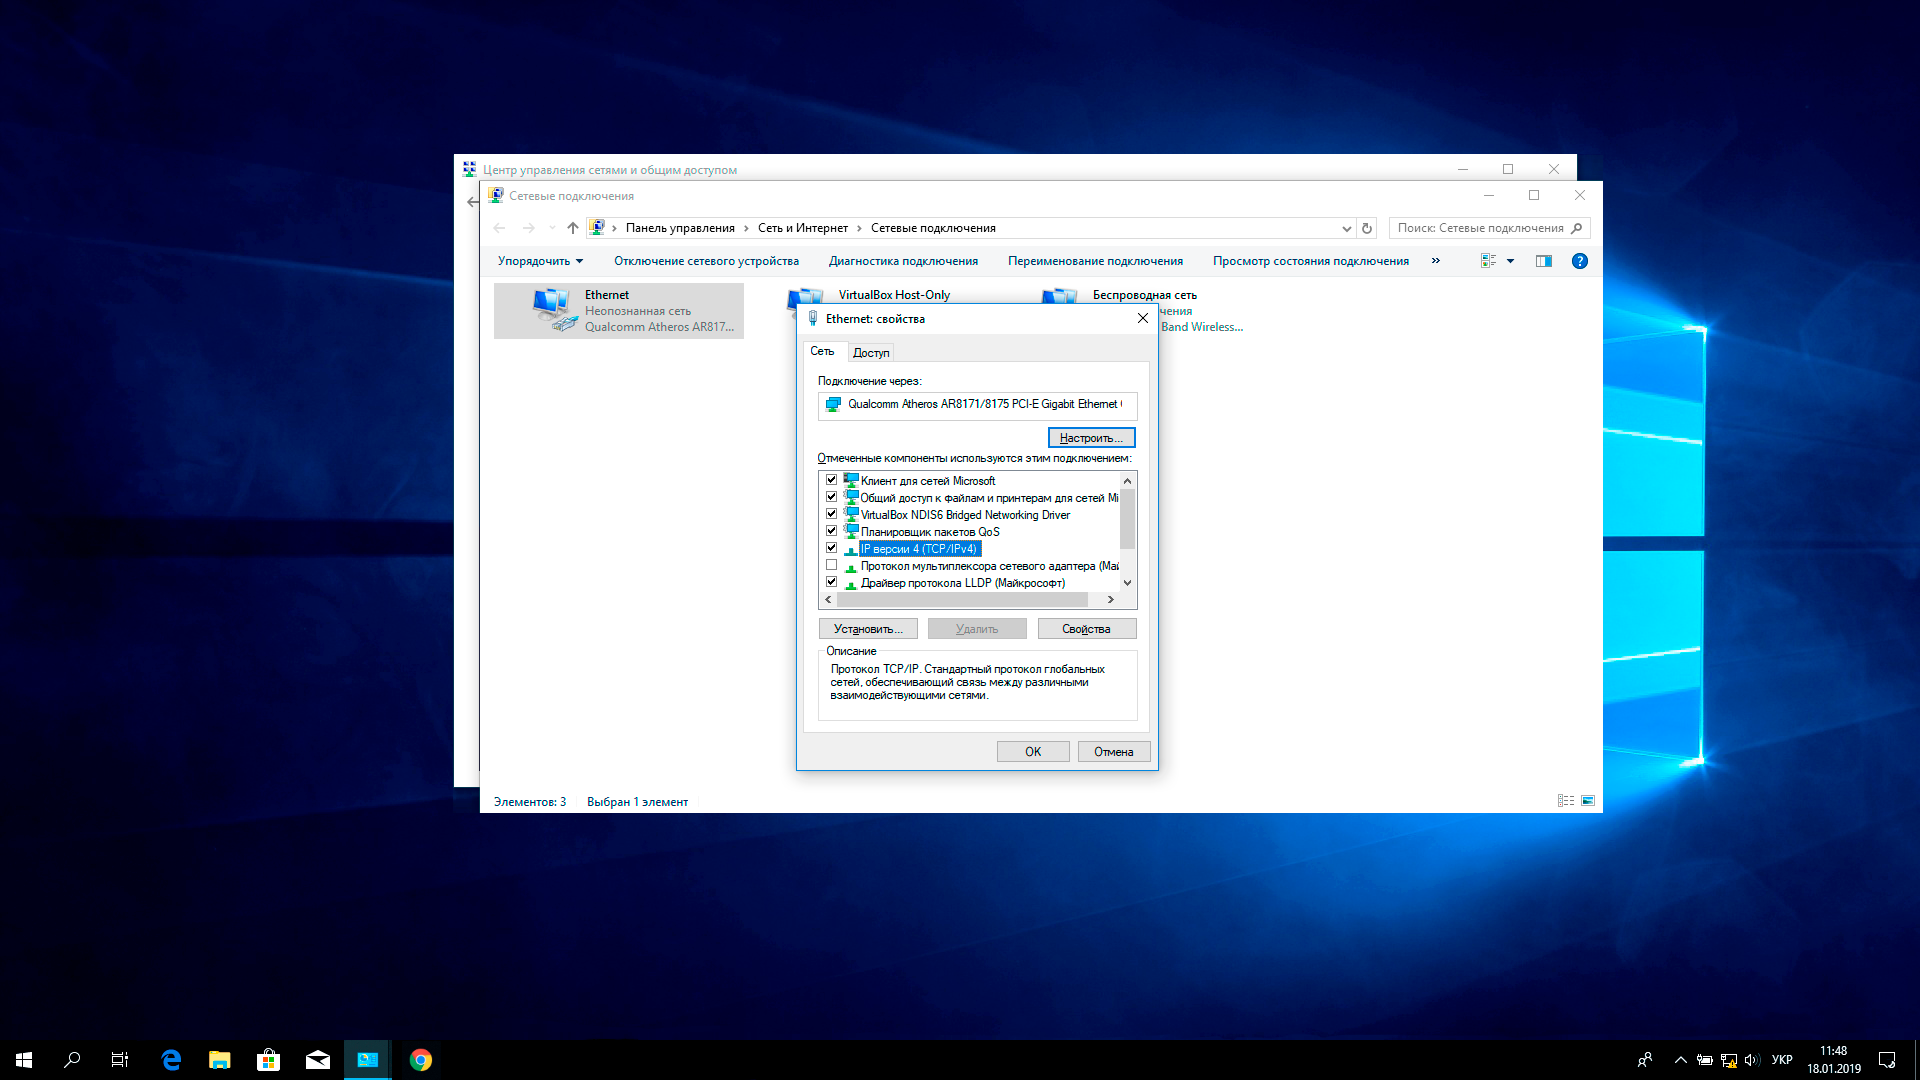 Центр управления сетями и общим доступом
Сетевые подключения
Панель управления
Сеть и Интернет
Сетевые подключения
Поиск: Сетевые подключения
Упорядочить
Отключение сетевого устройства
Диагностика подключения
Переименование подключения
Просмотр состояния подключения
»
Ethernet
Неопознанная сеть
Qualcomm Atheros AR817...
VirtualBox Host-Only
Беспроводная сеть
чения
Band Wireless...
Ethernet: свойства
Сеть
Доступ
Подключение через:
Qualcomm Atheros AR8171/8175 PCI-E Gigabit Ethernet
Настроить...
Отмеченные компоненты используются этим подключением:
Клиент для сетей Microsoft
Общий доступ к файлам и принтерам для сетей Mi
VirtualBox NDIS6 Bridged Networking Driver
Планировщик пакетов QoS
IP версии 4 (TCP/IPv4)
Протокол мультиплексора сетевого адаптера (Май
Драйвер протокола LLDP (Майкрософт)
Установить...
Удалить
Свойства
Описание
Протокол TCP/IP. Стандартный протокол глобальных
сетей, обеспечивающий связь между различными
взаимодействующими сетями.
OK
Отмена
Элементов: 3
Выбран 1 элемент
УКР
11:48
18.01.2019